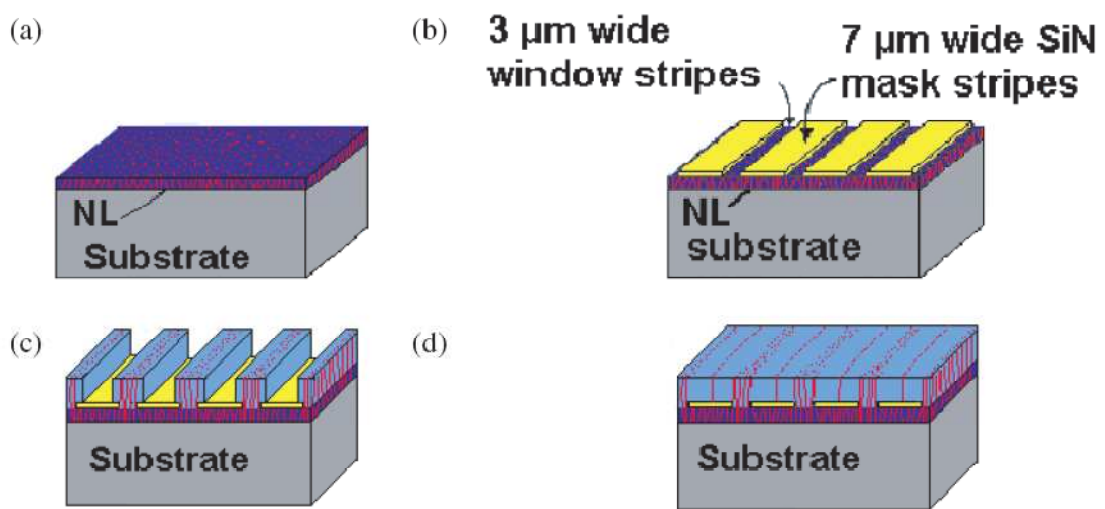 (a)
NL
Substrate
(b)
3 μm wide
window stripes
7 μm wide SiN
mask stripes
NL
substrate
(c)
Substrate
(d)
Substrate